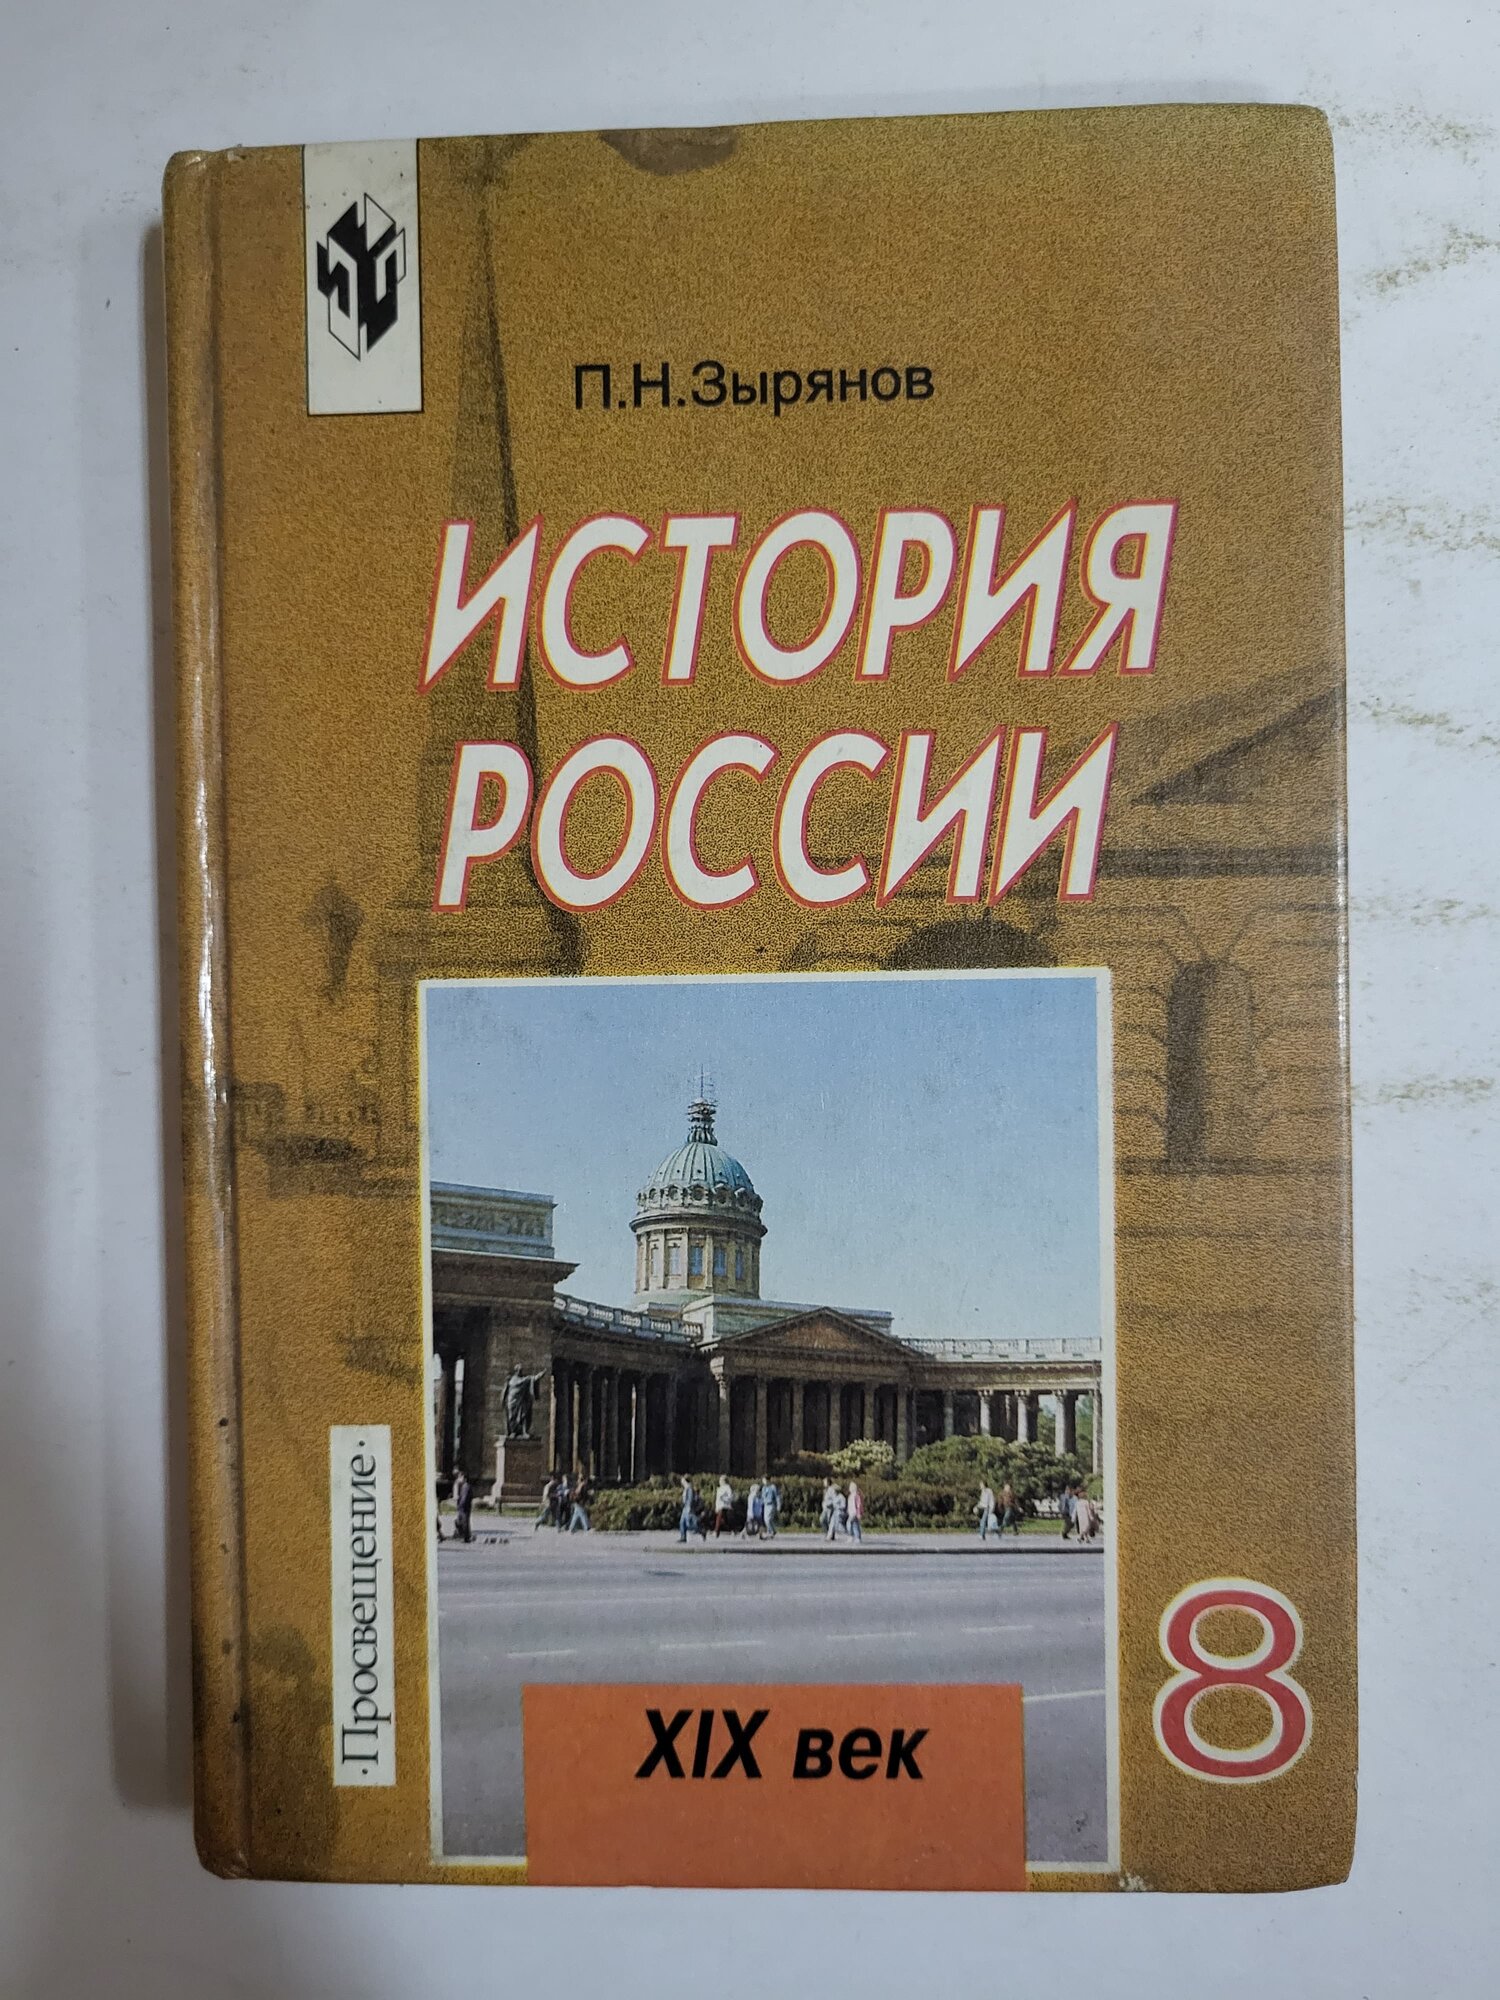 П.Н.Зырянов
ИСТОРИЯ
РОССИИ
·Просвещение·
XIX век
8